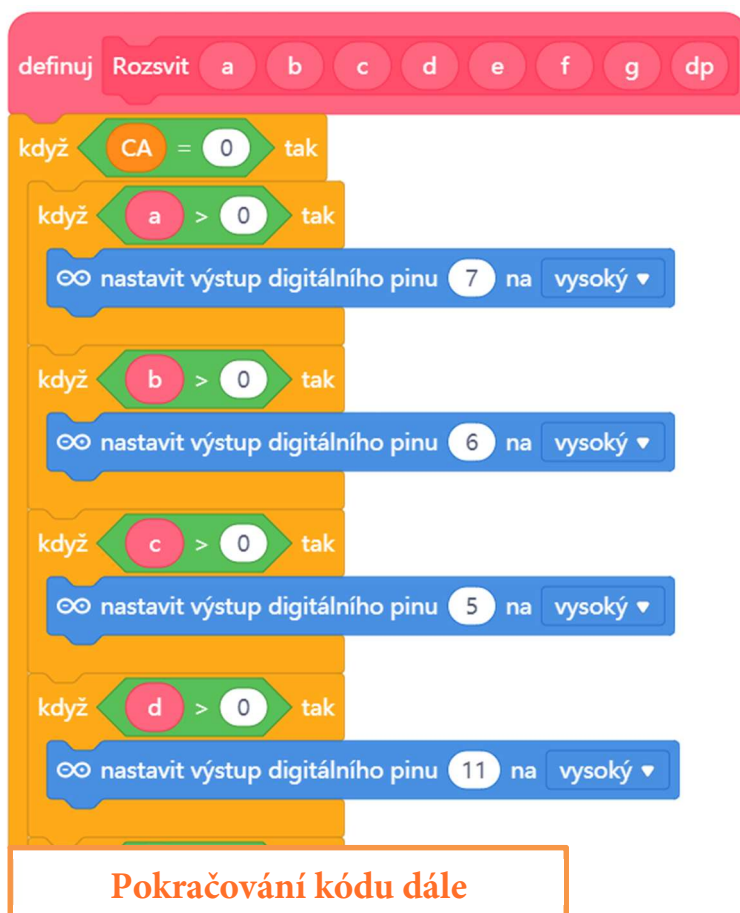 definuj Rozsvit a b c d e f g dp
když CA = 0 tak
když a > 0 tak
nastavit výstup digitálního pinu 7 na vysoký
když b > 0 tak
nastavit výstup digitálního pinu 6 na vysoký
když c > 0 tak
nastavit výstup digitálního pinu 5 na vysoký
když d > 0 tak
nastavit výstup digitálního pinu 11 na vysoký
Pokračování kódu dále